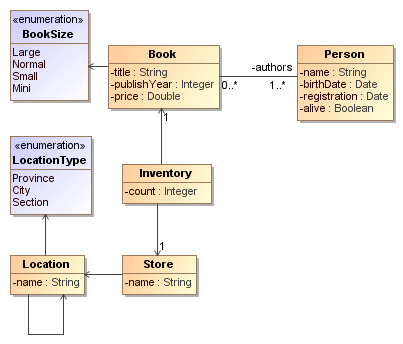 «enumeration»
BookSize
Large
Normal
Small
Mini
Book
-title : String
-publishYear : Integer
-price : Double
-authors
0..*
1..*
Person
-name : String
-birthDate : Date
-registration : Date
-alive : Boolean
1
«enumeration»
LocationType
Province
City
Section
Inventory
-count : Integer
1
Location
-name : String
Store
-name : String